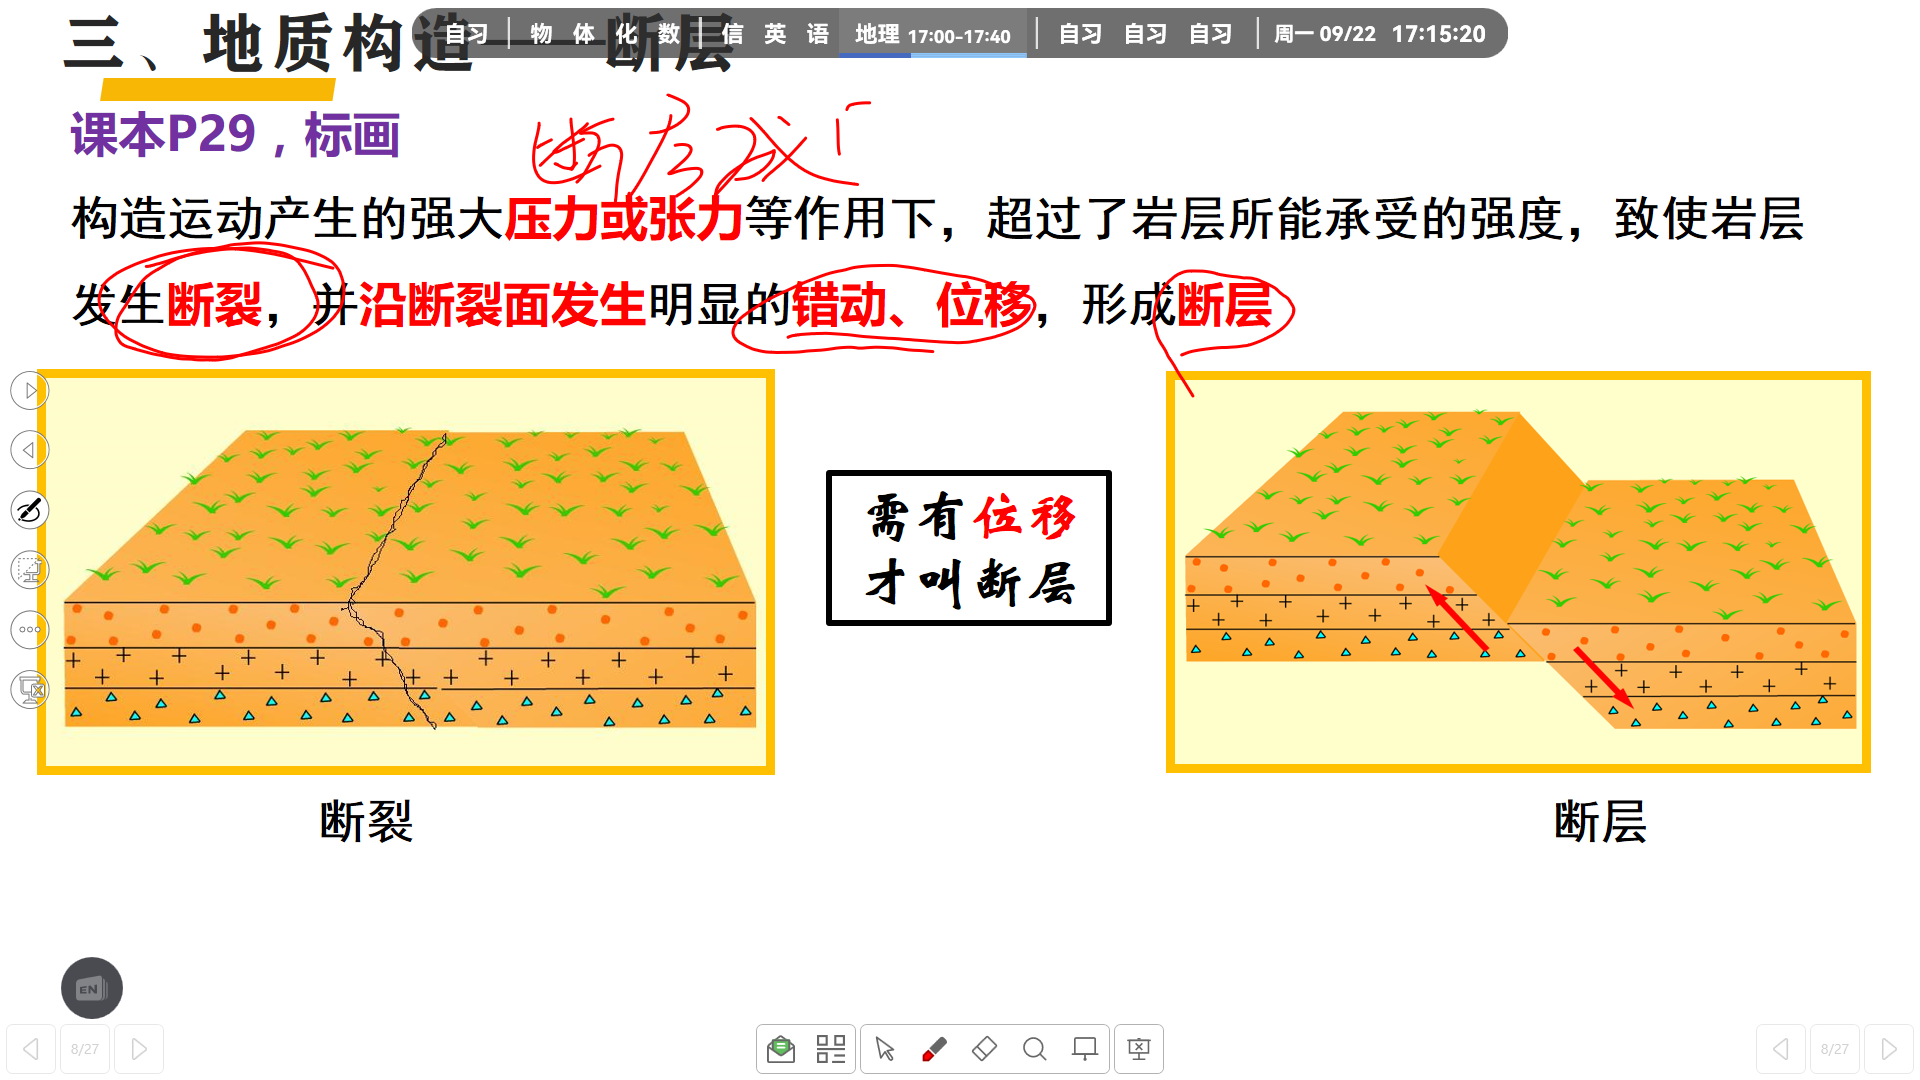 三、地质构造——断层
自习 物 体 化 数 信 英 语 地理 17:00-17:40 自习 自习 自习 周一 09/22 17:15:20
课本P29，标画
断层成
构造运动产生的强大压力或张力等作用下，超过了岩层所能承受的强度，致使岩层
发生断裂，并沿断裂面发生明显的错动、位移，形成断层
需有位移
才叫断层
断裂
断层
EN
8/27
8/27